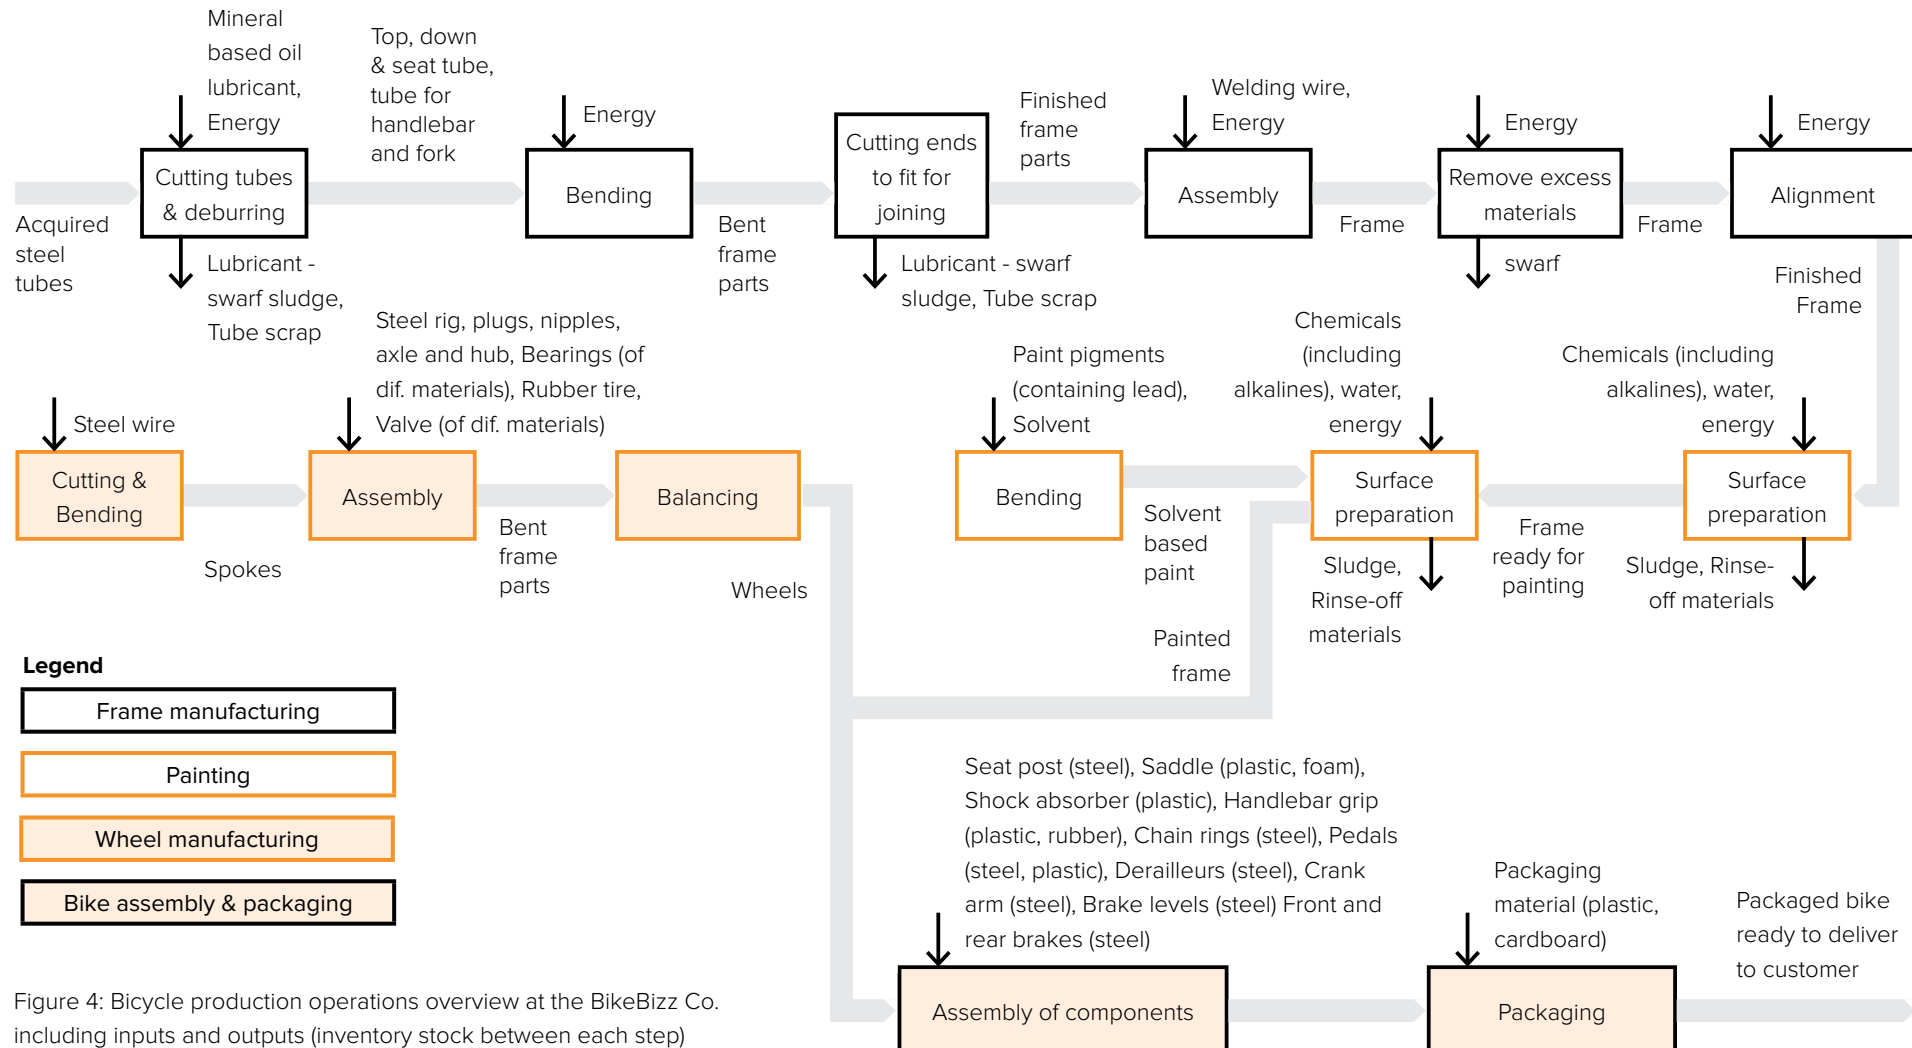 Mineral
based oil
lubricant,
Energy
Top, down
& seat tube,
tube for
handlebar
and fork
Energy
Finished
frame
parts
Welding wire,
Energy
Energy
Energy
Cutting tubes
& deburring
Bending
Cutting ends
to fit for
joining
Assembly
Remove excess
materials
Alignment
Acquired
steel
tubes
Bent
frame
parts
Frame
Frame
Lubricant -
swarf sludge,
Tube scrap
Lubricant - swarf
sludge, Tube scrap
swarf
Finished
Frame
Steel wire
Steel rig, plugs, nipples,
axle and hub, Bearings (of
dif. materials), Rubber tire,
Valve (of dif. materials)
Paint pigments
(containing lead),
Solvent
Chemicals
(including
alkalines), water,
energy
Chemicals (including
alkalines), water,
energy
Cutting &
Bending
Assembly
Balancing
Bending
Surface
preparation
Surface
preparation
Spokes
Bent
frame
parts
Wheels
Solvent
based
paint
Sludge,
Rinse-off
materials
Frame
ready for
painting
Sludge, Rinse-
off materials
Painted
frame
Legend
Frame manufacturing
Painting
Wheel manufacturing
Bike assembly & packaging
Seat post (steel), Saddle (plastic, foam),
Shock absorber (plastic), Handlebar grip
(plastic, rubber), Chain rings (steel), Pedals
(steel, plastic), Derailleurs (steel), Crank
arm (steel), Brake levels (steel) Front and
rear brakes (steel)
Packaging
material (plastic,
cardboard)
Packaged bike
ready to deliver
to customer
Assembly of components
Packaging
Figure 4: Bicycle production operations overview at the BikeBizz Co.
including inputs and outputs (inventory stock between each step)